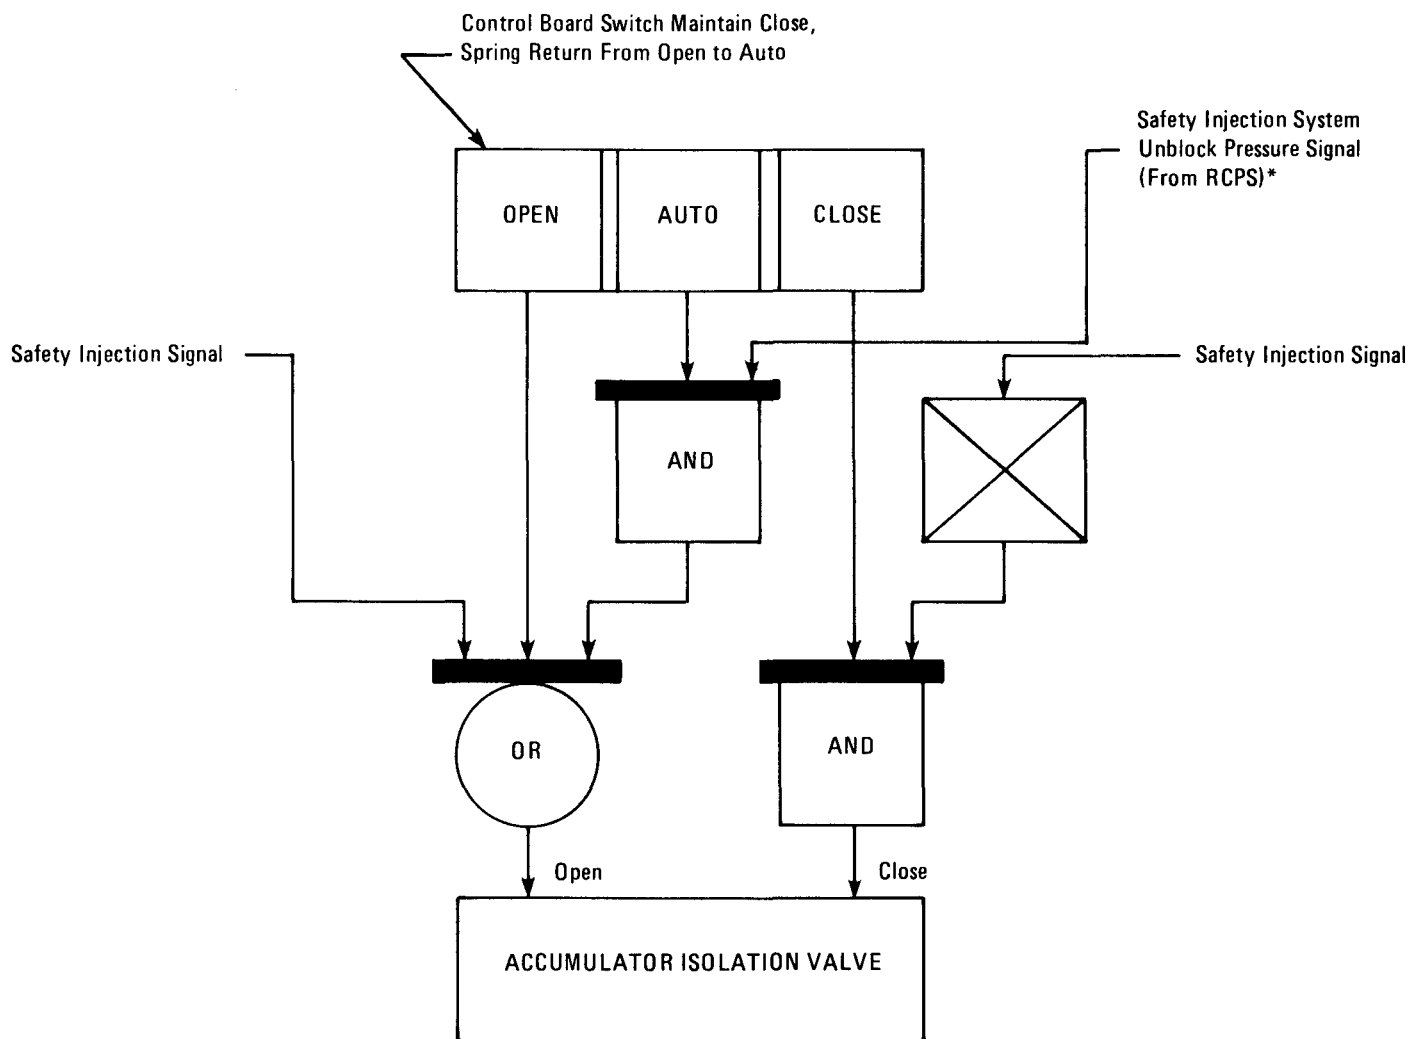 Control Board Switch Maintain Close,
Spring Return From Open to Auto
Safety Injection System
Unblock Pressure Signal
(From RCPS)*
OPEN
AUTO
CLOSE
Safety Injection Signal
Safety Injection Signal
AND
OR
AND
Open
Close
ACCUMULATOR ISOLATION VALVE